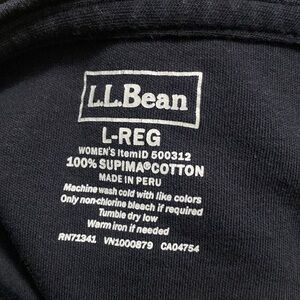 L.L.Bean
L-REG
WOMEN'S ItemID 500312
100% SUPIMA®COTTON
MADE IN PERU
Machine wash cold with like colors
Only non-chlorine bleach if required
Tumble dry low
Warm iron if needed
RN71341 VN1000879 CA04754